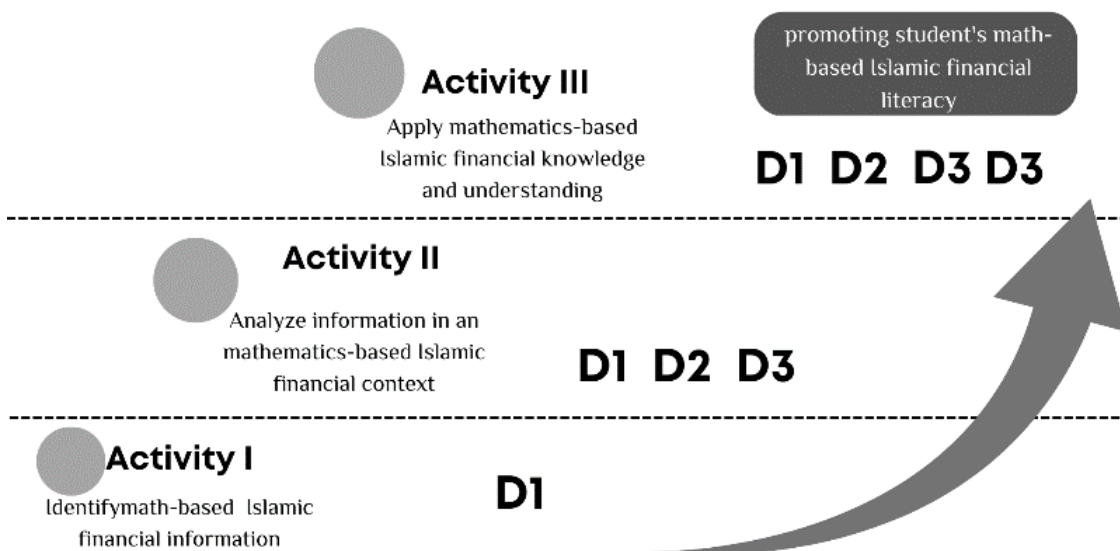 promoting student's math-
based Islamic financial
literacy
Activity III
Apply mathematics-based
Islamic financial knowledge
and understanding
D1 D2 D3 D3
Activity II
Analyze information in an
mathematics-based Islamic
financial context
D1 D2 D3
Activity I
Identifymath-based Islamic
financial information
D1